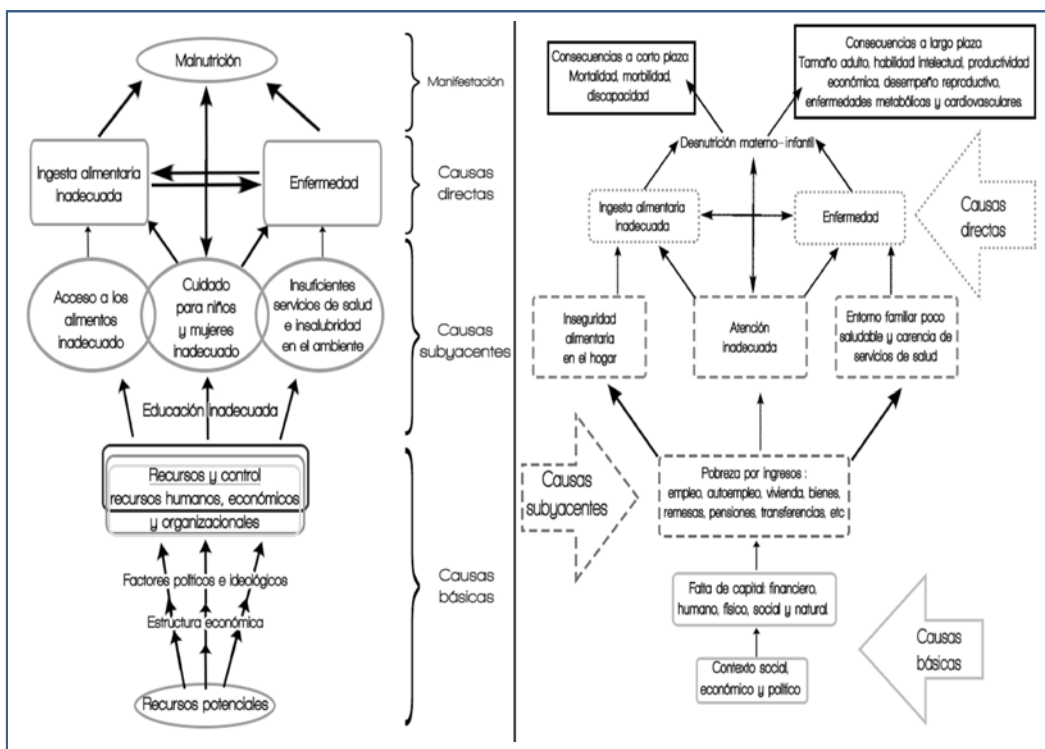 Malnutrición
Manifestación
Ingesta alimentaria
inadecuada
Enfermedad
Causas
directas
Acceso a los
alimentos
inadecuado
Cuidado
para niños
y mujeres
inadecuado
Insuficientes
servicios de salud
e insalubridad
en el ambiente
Causas
subyacentes
Educación inadecuada
Recursos y control
recursos humanos, económicos
y organizacionales
Factores políticos e ideológicos
Estructura económica
Causas
básicas
Recursos potenciales
Consecuencias a corto plaza
Mortalidad, morbilidad,
discapacidad
Consecuencias a largo plaza
Tamaño adulto, habilidad intelectual, productividad
económica, desempeño reproductivo,
enfermedades metabólicas y cardiovasculares.
Desnutrición materno-infantil
Ingesta alimentaria
inadecuada
Enfermedad
Causas
directas
Inseguridad
alimentaria
en el hogar
Atención
inadecuada
Entorno familiar poco
saludable y carencia de
servicios de salud
Causas
subyacentes
Pobreza por ingresos :
empleo, autoempleo, vivienda, bienes,
remesas, pensiones, transferencias, etc
Falta de capital: financiero,
humano, físico, social y natural.
Causas
básicas
Contexto social,
económico y político